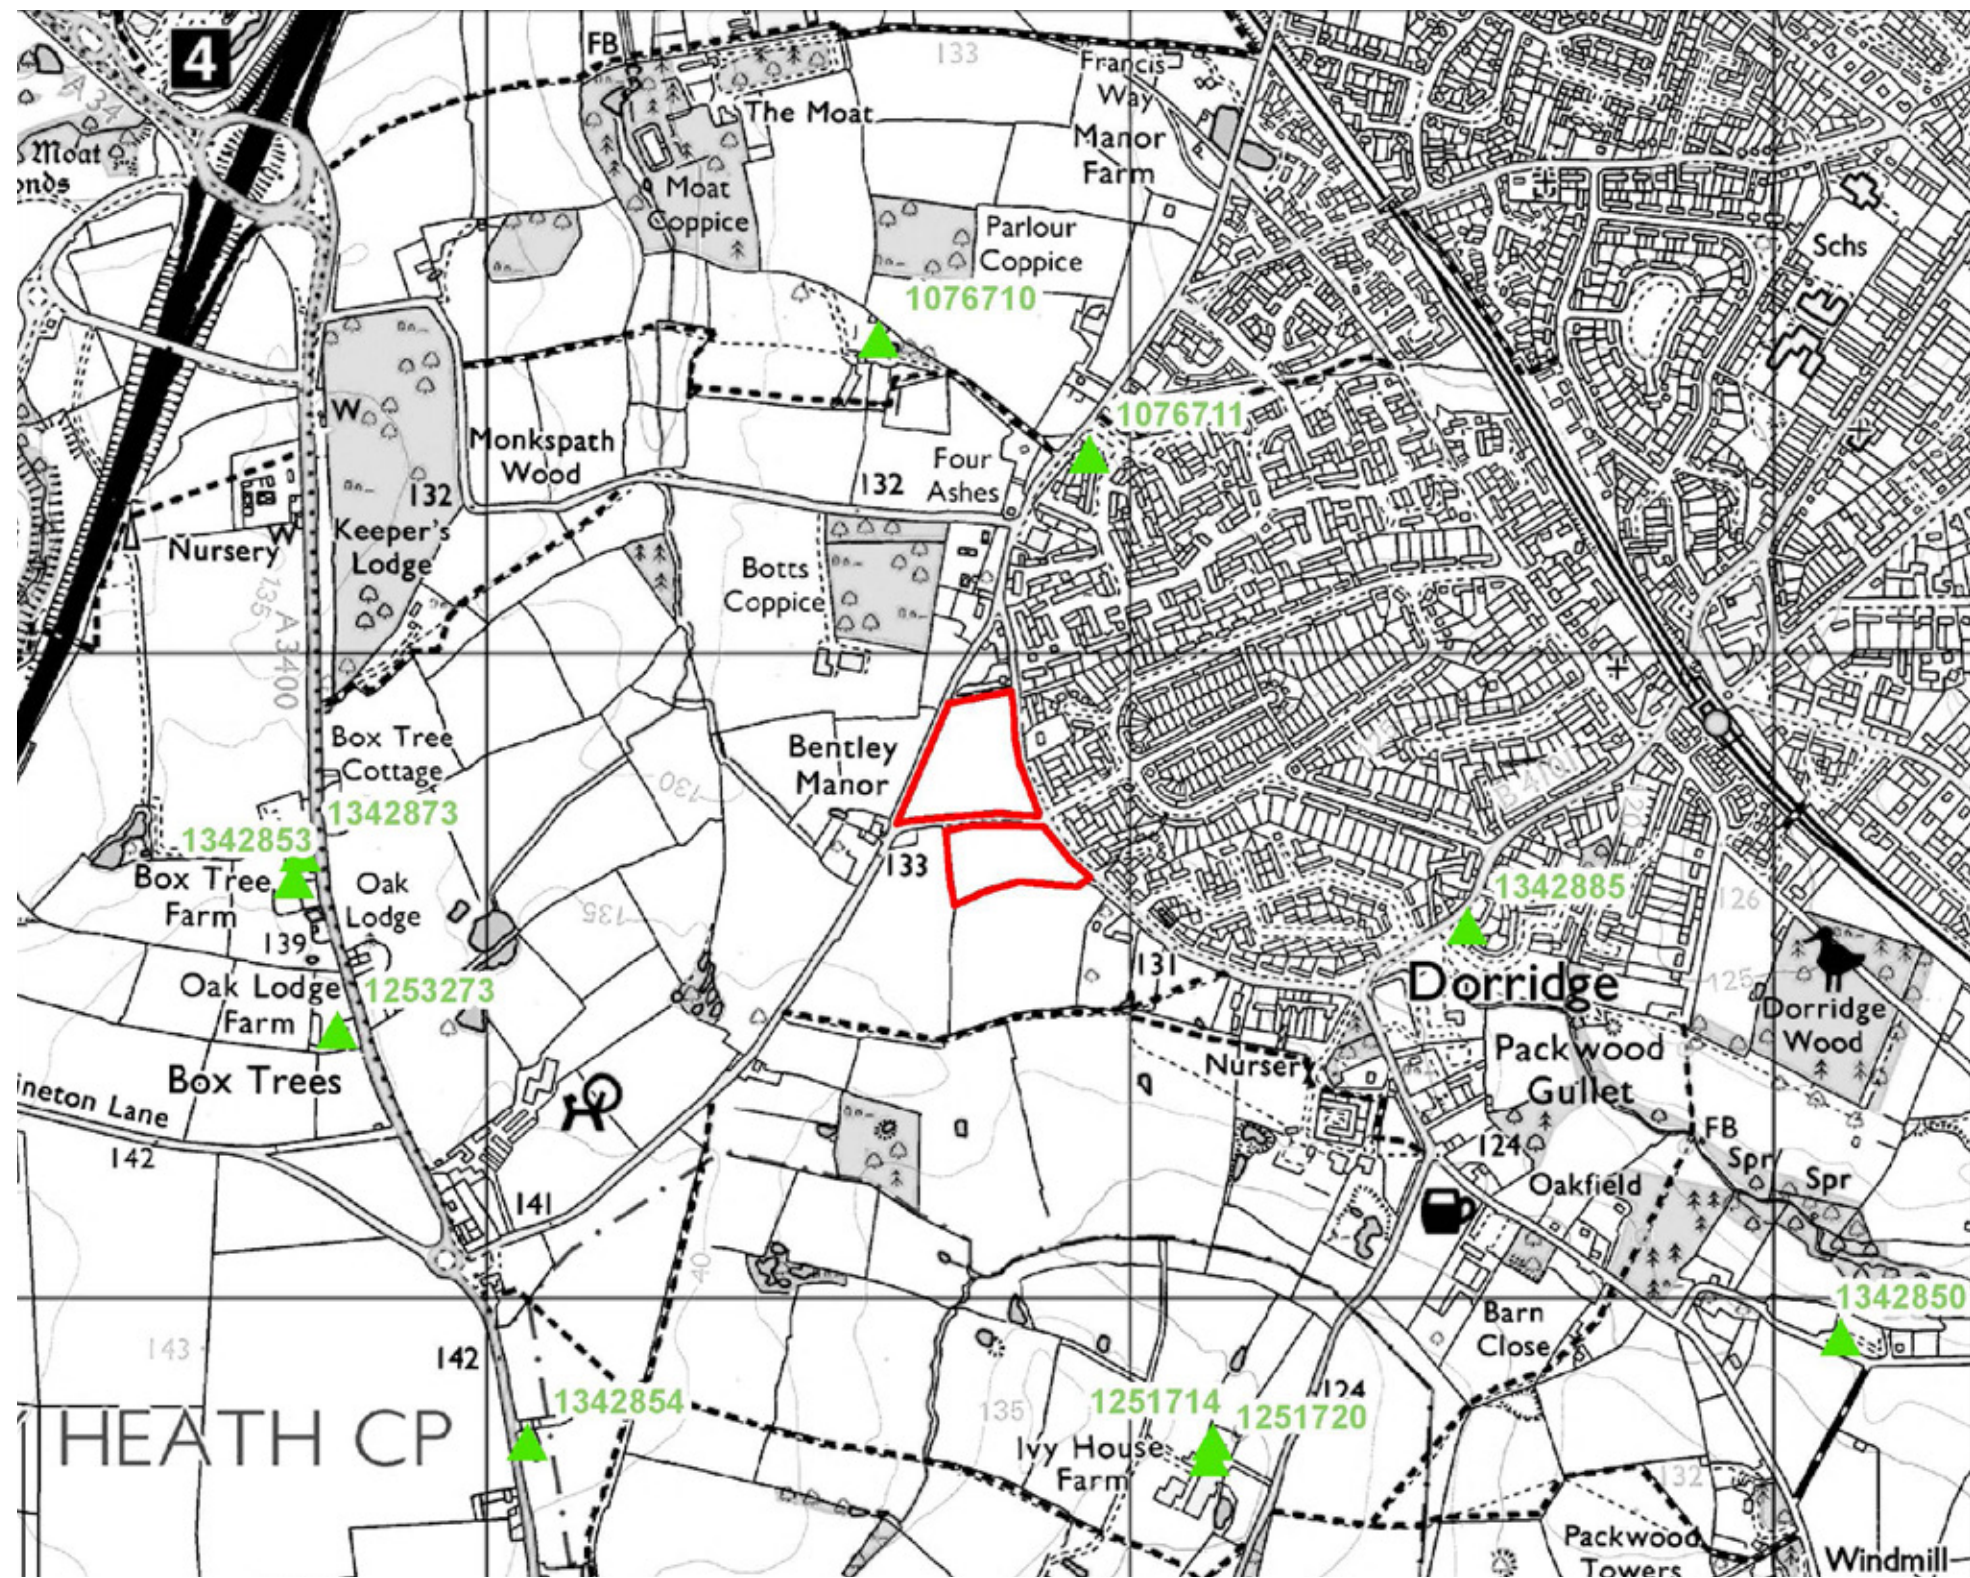 4
FB
133
Francis
Way
A34
The Moat
Manor
Farm
Moat
onds
Moat
Coppice
Parlour
Coppice
Schs
1076710
1076711
W
Monkspath
Wood
Four
Ashes
132
132
Keeper's
Lodge
Nursery
W
Botts
Coppice
135
A3400
Box Tree
Cottage
Bentley
Manor
130
B 4101
120
1342873
1342853
Box Tree
Farm
Oak
Lodge
133
1342885
126
135
139
131
Dorridge
125
Oak Lodge
Farm
1253273
Dorridge
Wood
Box Trees
Nursery
Packwood
Gullet
ineton Lane
142
124
FB
Spr
Spr
Oakfield
141
40
1342850
Barn
Close
143
142
1342854
1251714
124
1251720
135
HEATH CP
Ivy House
Farm
132
Packwood
Towers
Windmill